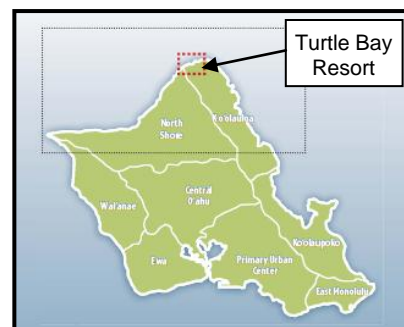 Turtle Bay
Resort
North
Shore
Ko'olauloa
Wai'anae
Central
O'ahu
Ko'olaupoko
Ewa
Primary Urban
Center
East Honolulu